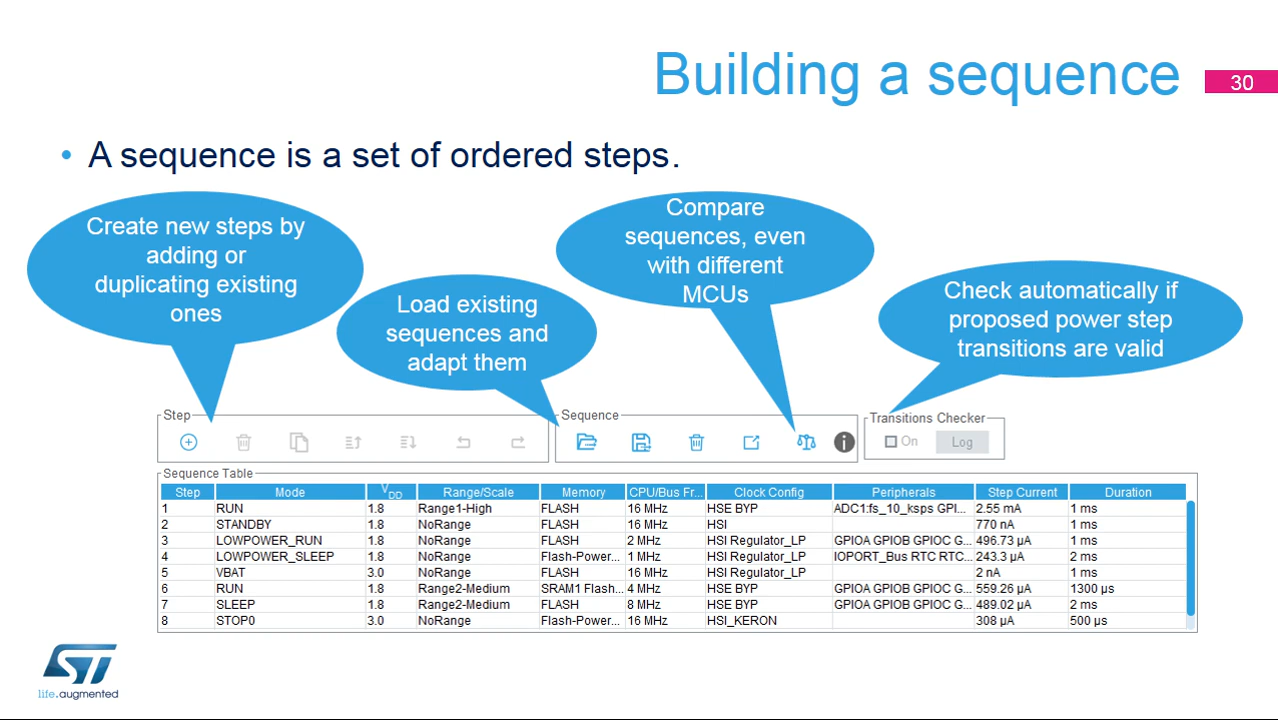 Building a sequence
30
• A sequence is a set of ordered steps.
Create new steps by
adding or
duplicating existing
ones
Load existing
sequences and
adapt them
Compare
sequences, even
with different
MCUs
Check automatically if
proposed power step
transitions are valid
Step
Sequence
Transitions Checker
On
Log
Sequence Table
Step Mode VDD Range/Scale Memory CPU/Bus Fr... Clock Config Peripherals Step Current Duration
1 RUN 1.8 Range1-High FLASH 16 MHz HSE BYP ADC1:fs_10_ksps GPI... 2.55 mA 1 ms
2 STANDBY 1.8 NoRange FLASH 16 MHz HSI 770 nA 1 ms
3 LOWPOWER_RUN 1.8 NoRange FLASH 2 MHz HSI Regulator_LP GPIOA GPIOB GPIOC G... 496.73 µA 1 ms
4 LOWPOWER_SLEEP 1.8 NoRange Flash-Power... 1 MHz HSI Regulator_LP IOPORT_Bus RTC RTC... 243.3 µA 2 ms
5 VBAT 3.0 NoRange FLASH 16 MHz HSI Regulator_LP 2 nA 1 ms
6 RUN 1.8 Range2-Medium SRAM1 Flash... 4 MHz HSE BYP GPIOA GPIOB GPIOC G... 559.26 µA 1300 µs
7 SLEEP 1.8 Range2-Medium FLASH 8 MHz HSE BYP GPIOA GPIOB GPIOC G... 489.02 µA 2 ms
8 STOP0 3.0 NoRange Flash-Power... 16 MHz HSI_KERON 308 µA 500 µs
ST
life.augmented